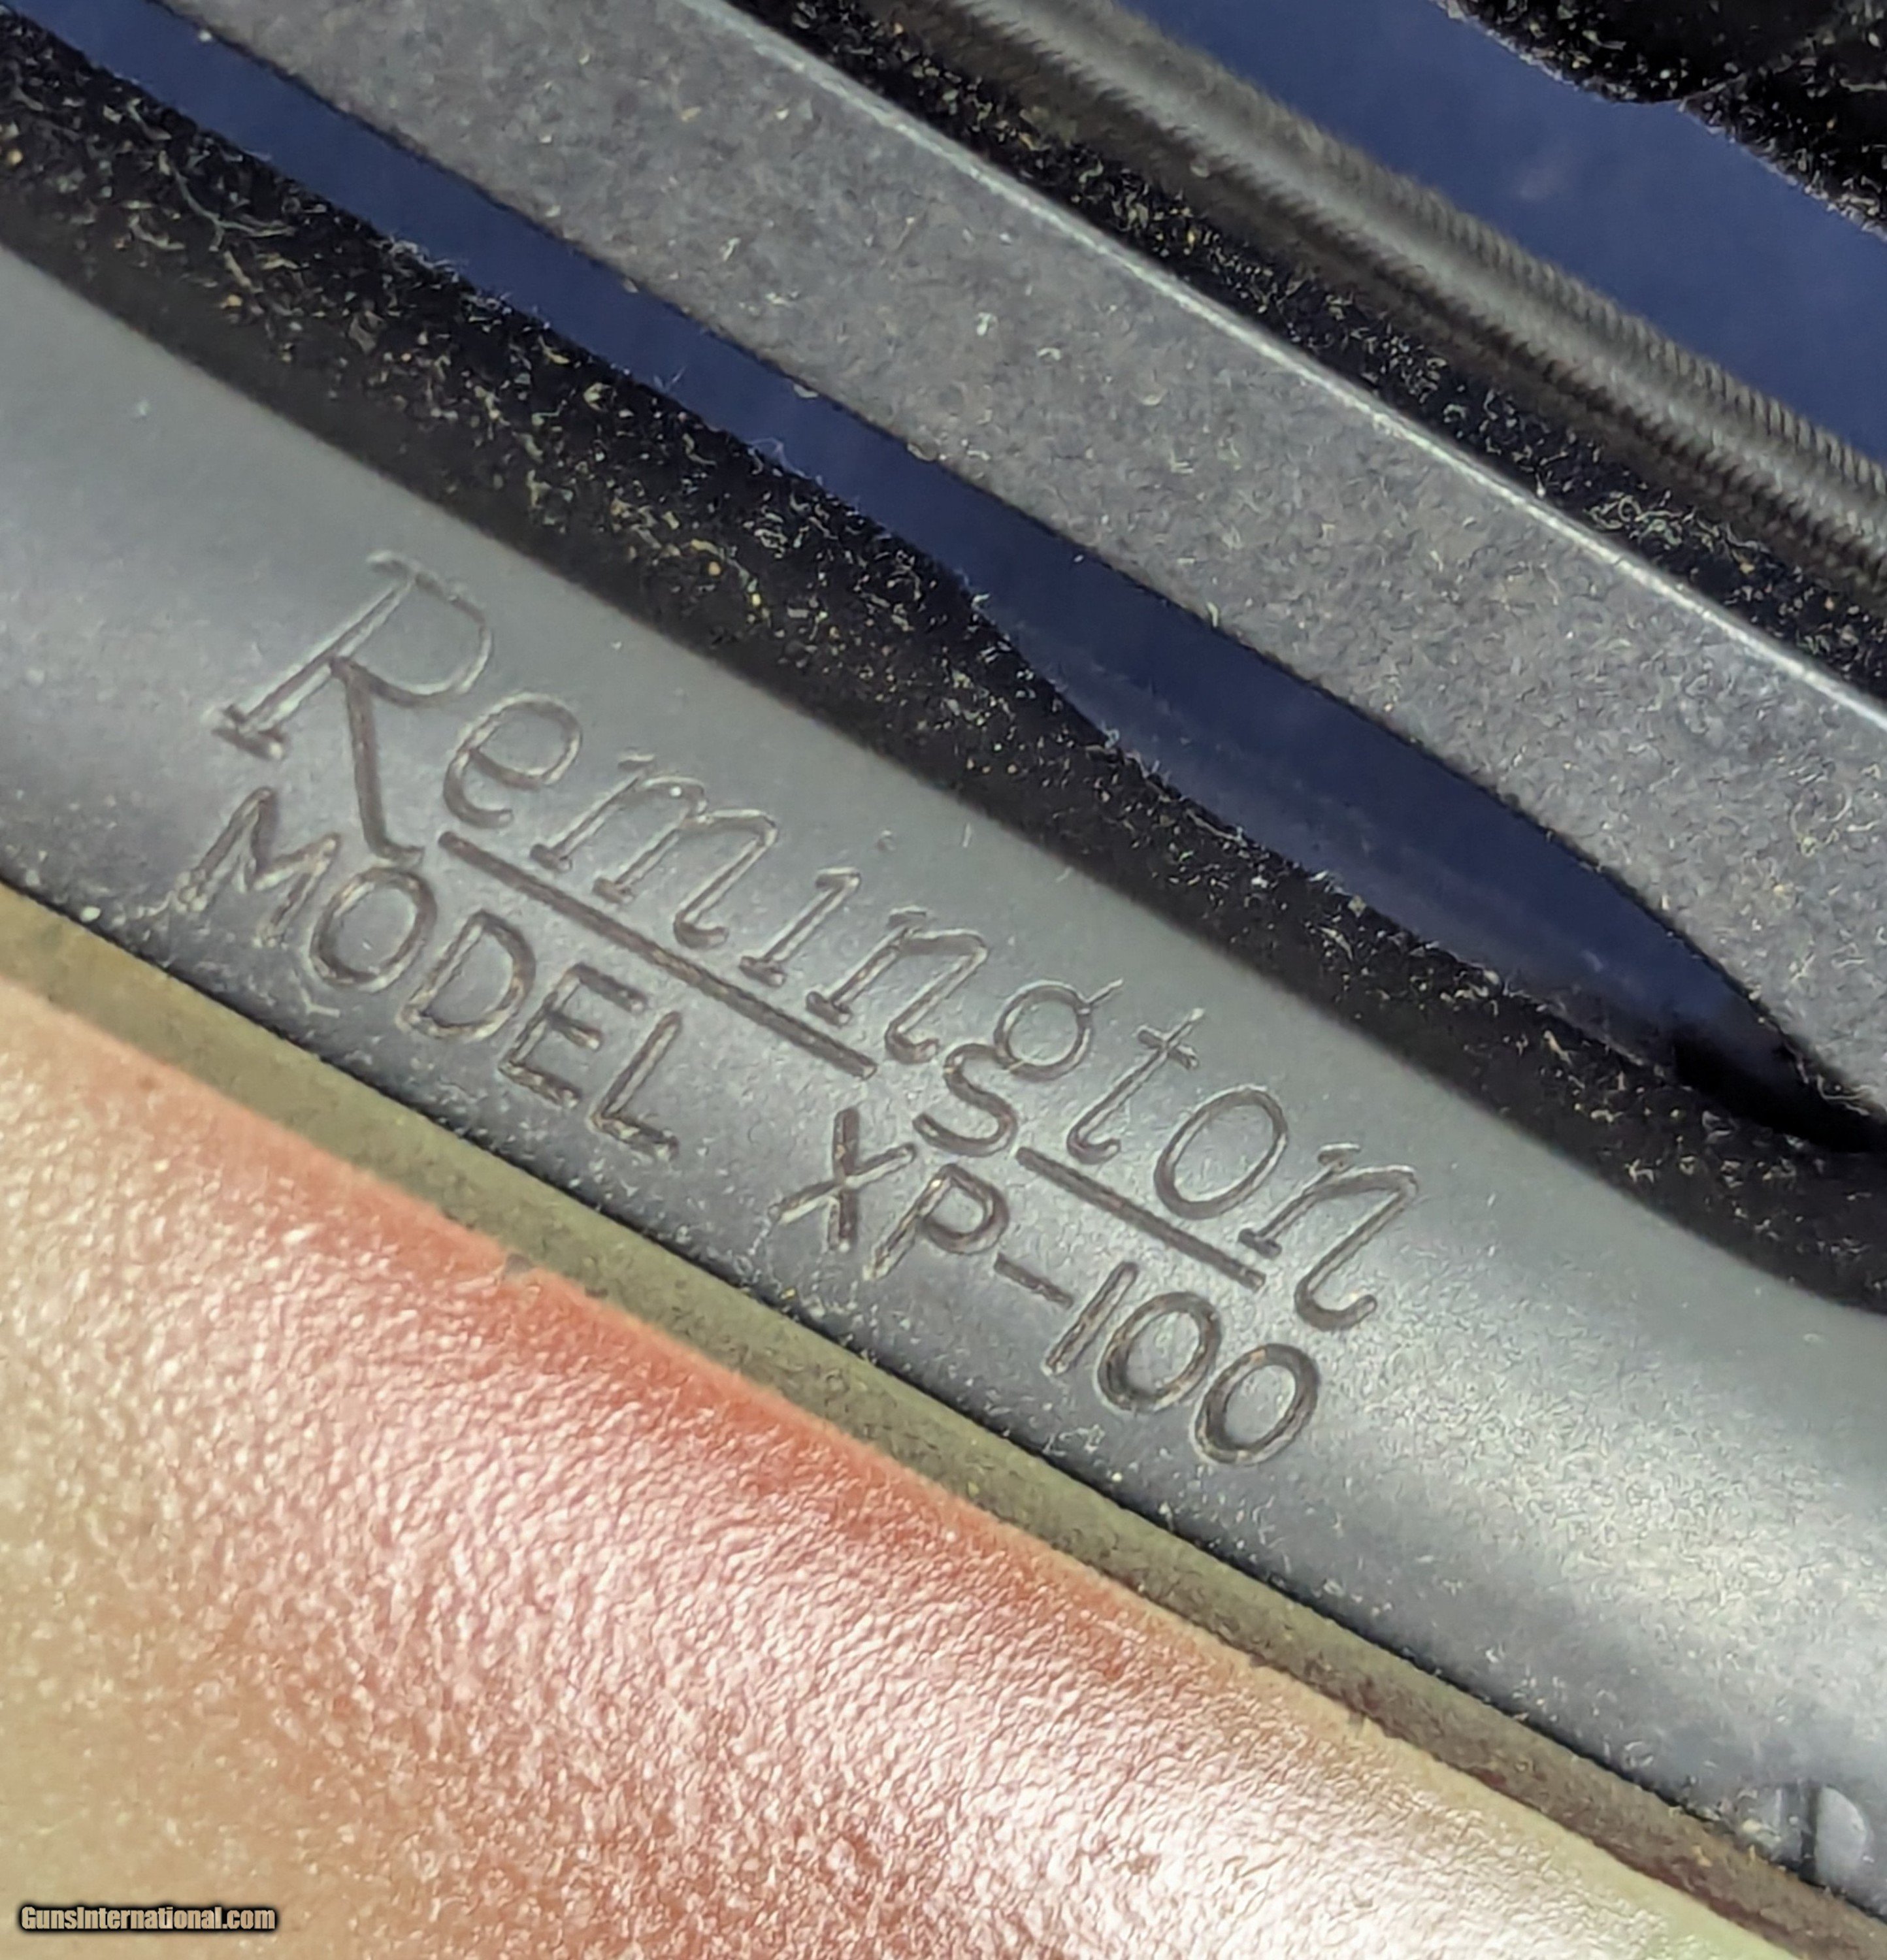 Remington
MODEL XP-100
GunsInternational.com